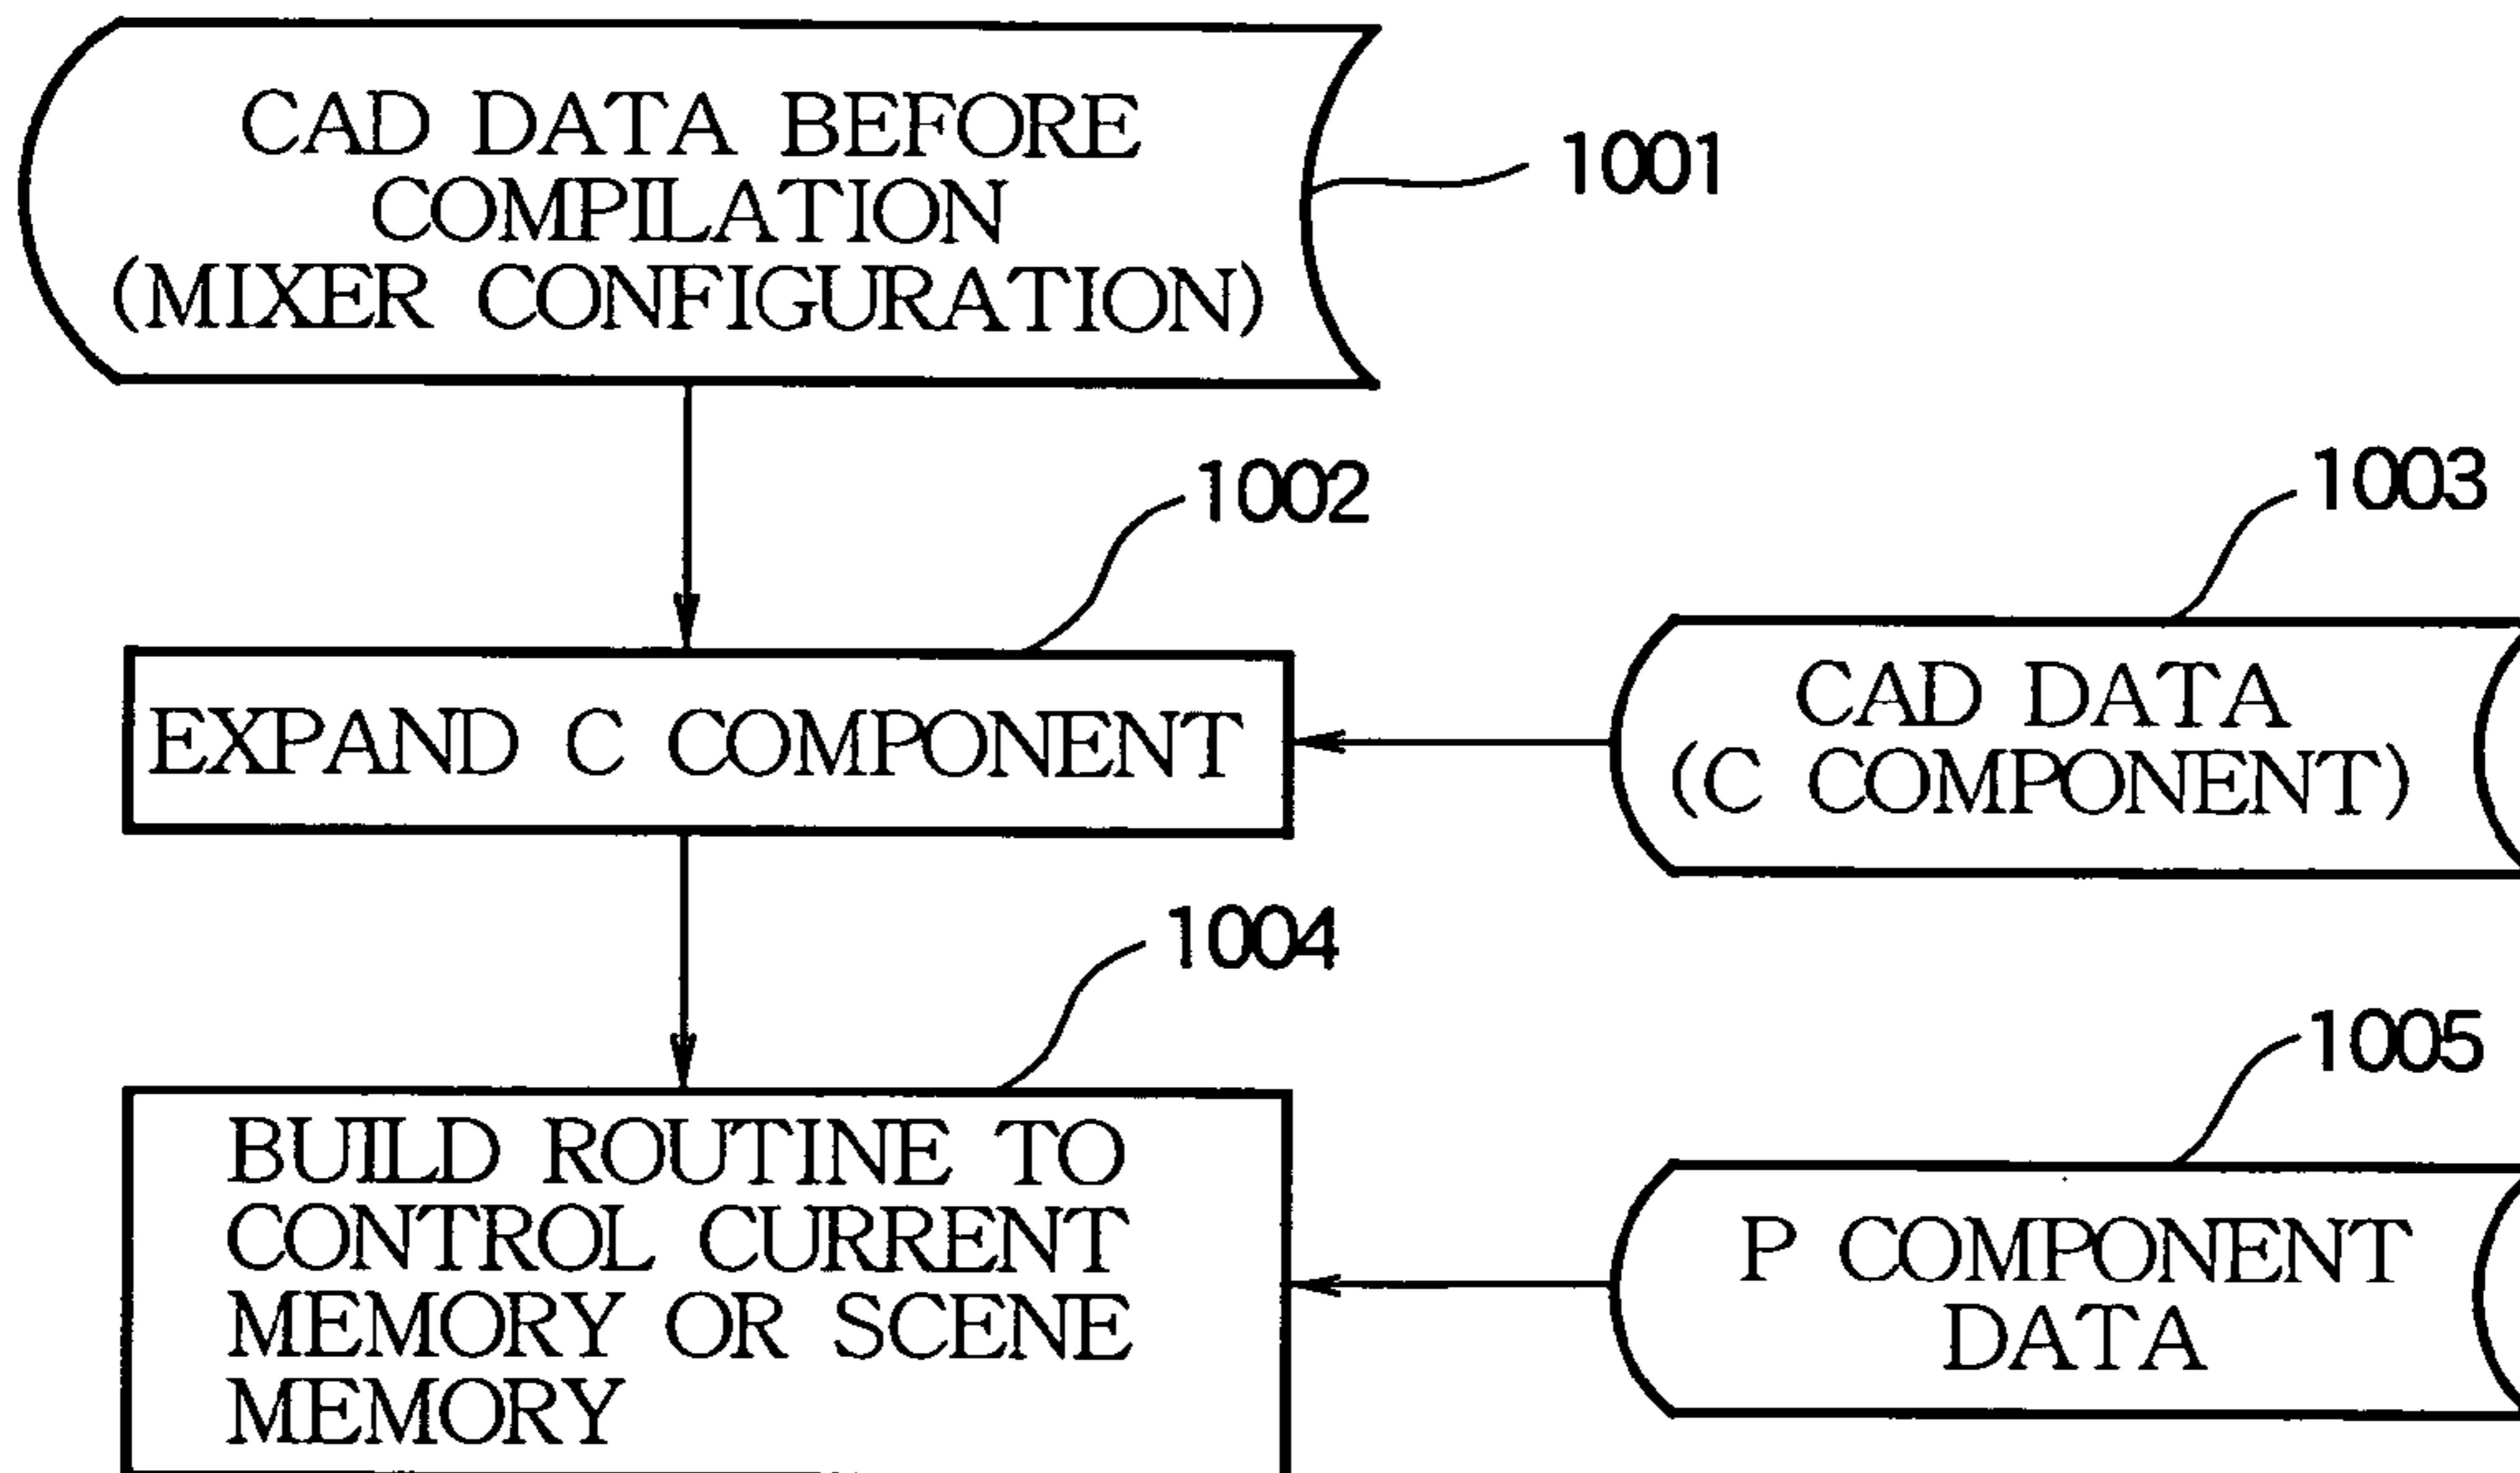 CAD DATA BEFORE
COMPILATION
(MIXER CONFIGURATION)
1001
1002
1003
EXPAND C COMPONENT
CAD DATA
(C COMPONENT)
1004
1005
BUILD ROUTINE TO
CONTROL CURRENT
MEMORY OR SCENE
MEMORY
P COMPONENT
DATA